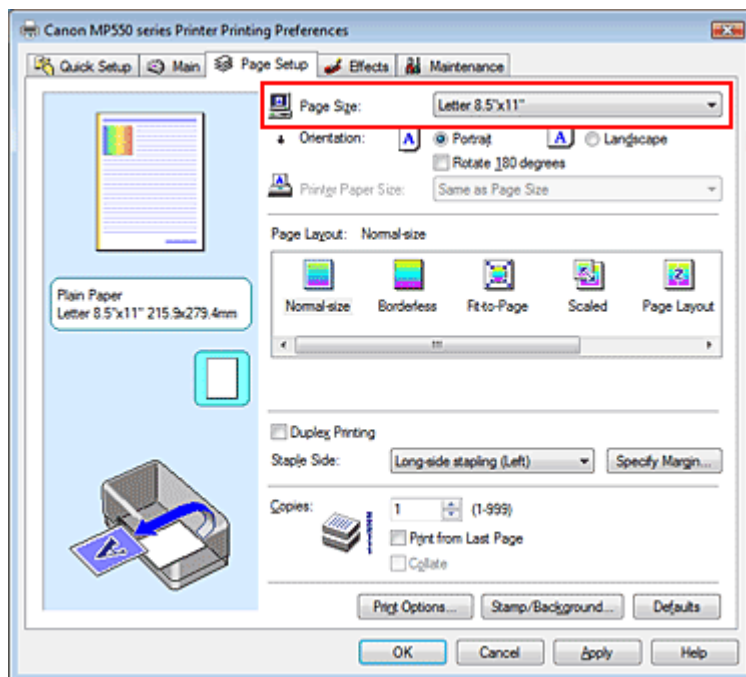 Canon MP550 series Printer Printing Preferences
Quick Setup Main Page Setup Effects Maintenance
Page Size: Letter 8.5"x11"
Orientation: A Portrait A Landscape
Rotate 180 degrees
Printer Paper Size: Same as Page Size
Page Layout: Normal-size
Normal-size Borderless Fit-to-Page Scaled Page Layout
Plain Paper
Letter 8.5"x11" 215.9x279.4mm
Duplex Printing
Staple Side: Long-side stapling (Left) Specify Margin...
Copies: 1 (1-999)
Print from Last Page
Collate
Print Options... Stamp/Background... Defaults
OK Cancel Apply Help